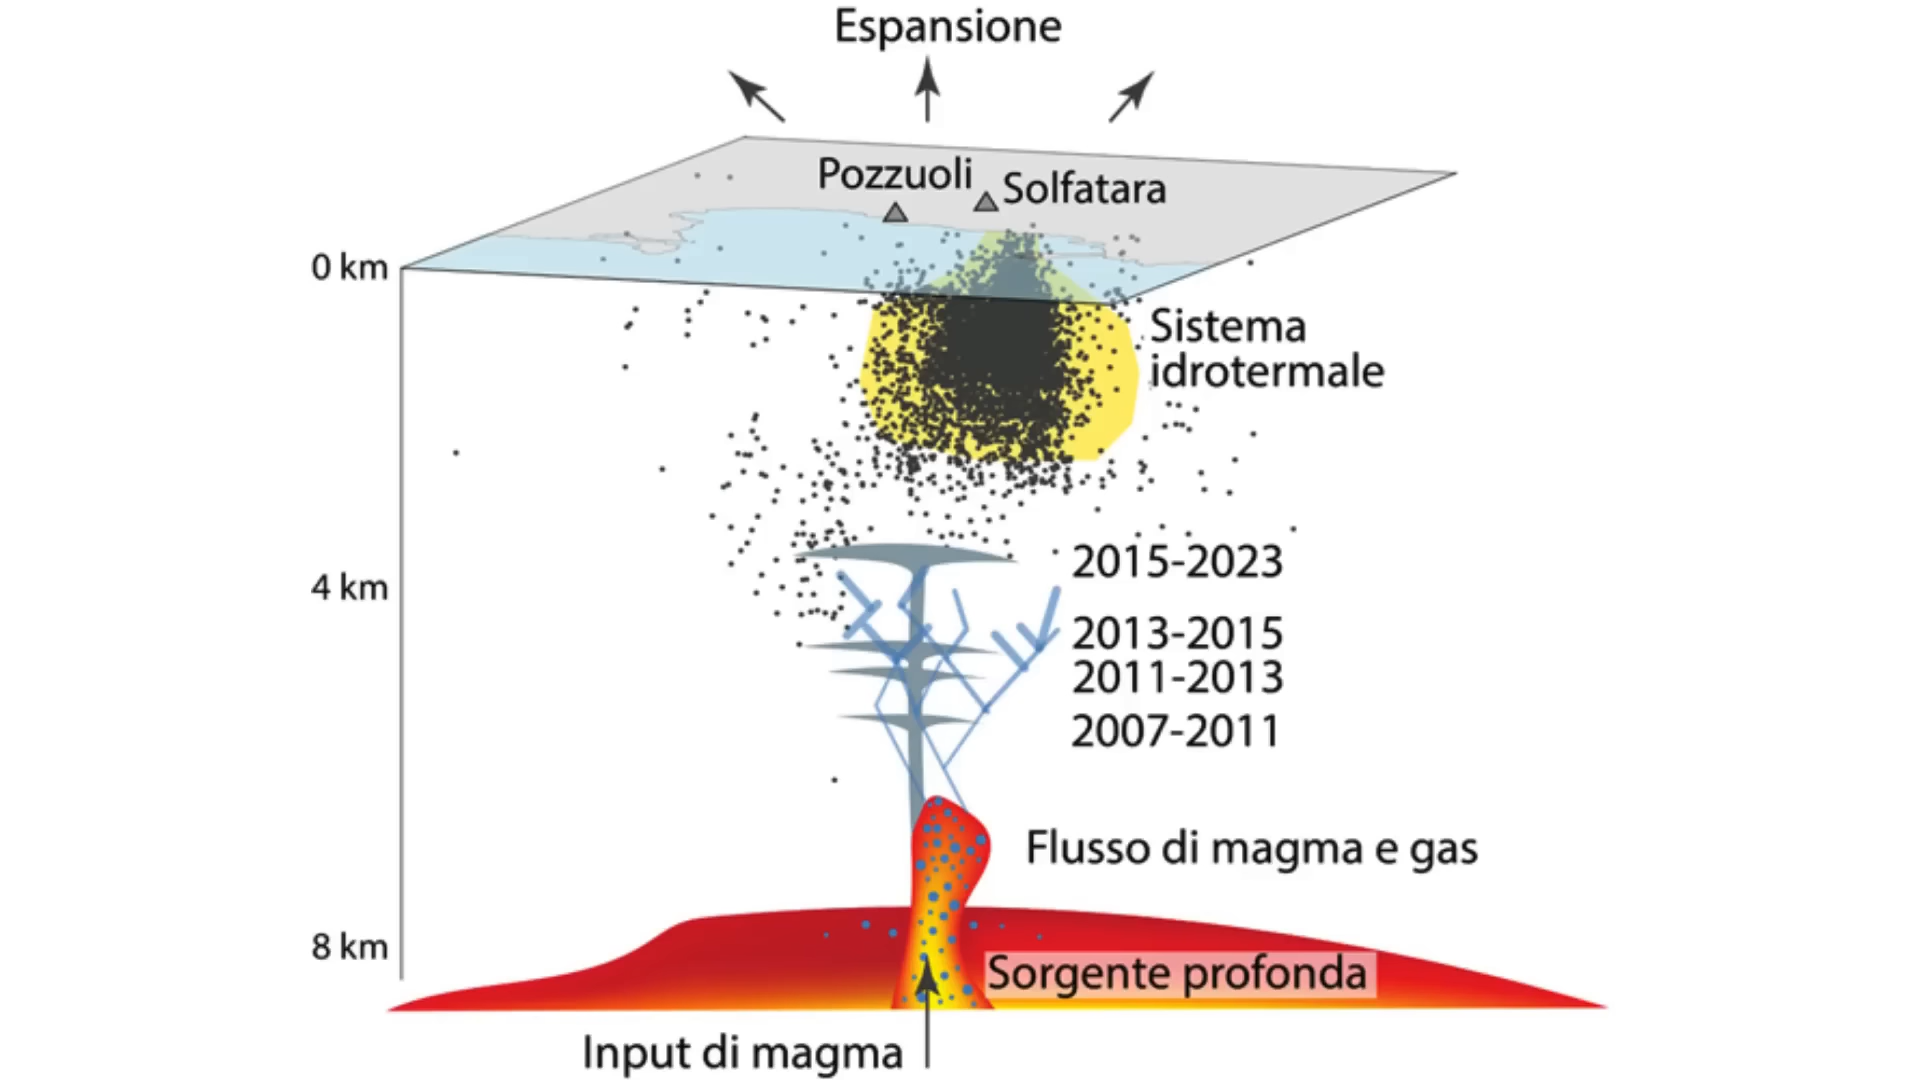 Espansione
Pozzuoli
Solfatara
0 km
Sistema
idrotermale
2015-2023
4 km
2013-2015
2011-2013
2007-2011
Flusso di magma e gas
8 km
Sorgente profonda
Input di magma